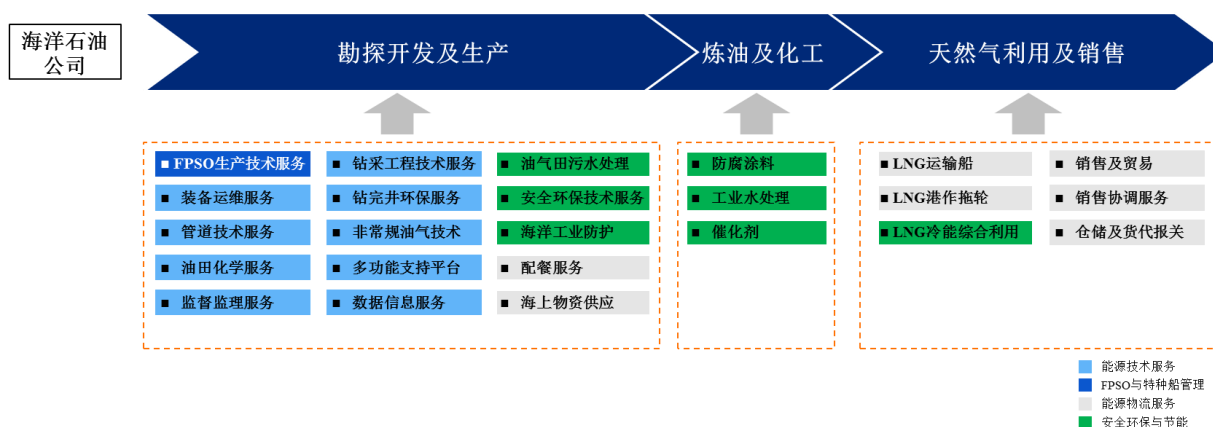 海洋石油
公司
勘探开发及生产
炼油及化工
天然气利用及销售
FPSO生产技术服务
装备运维服务
管道技术服务
油田化学服务
监督监理服务
钻采工程技术服务
钻完井环保服务
非常规油气技术
多功能支持平台
数据信息服务
油气田污水处理
安全环保技术服务
海洋工业防护
配餐服务
海上物资供应
防腐涂料
工业水处理
催化剂
LNG运输船
LNG港作拖轮
LNG冷能综合利用
销售及贸易
销售协调服务
仓储及货代报关
能源技术服务
FPSO与特种船管理
能源物流服务
安全环保与节能